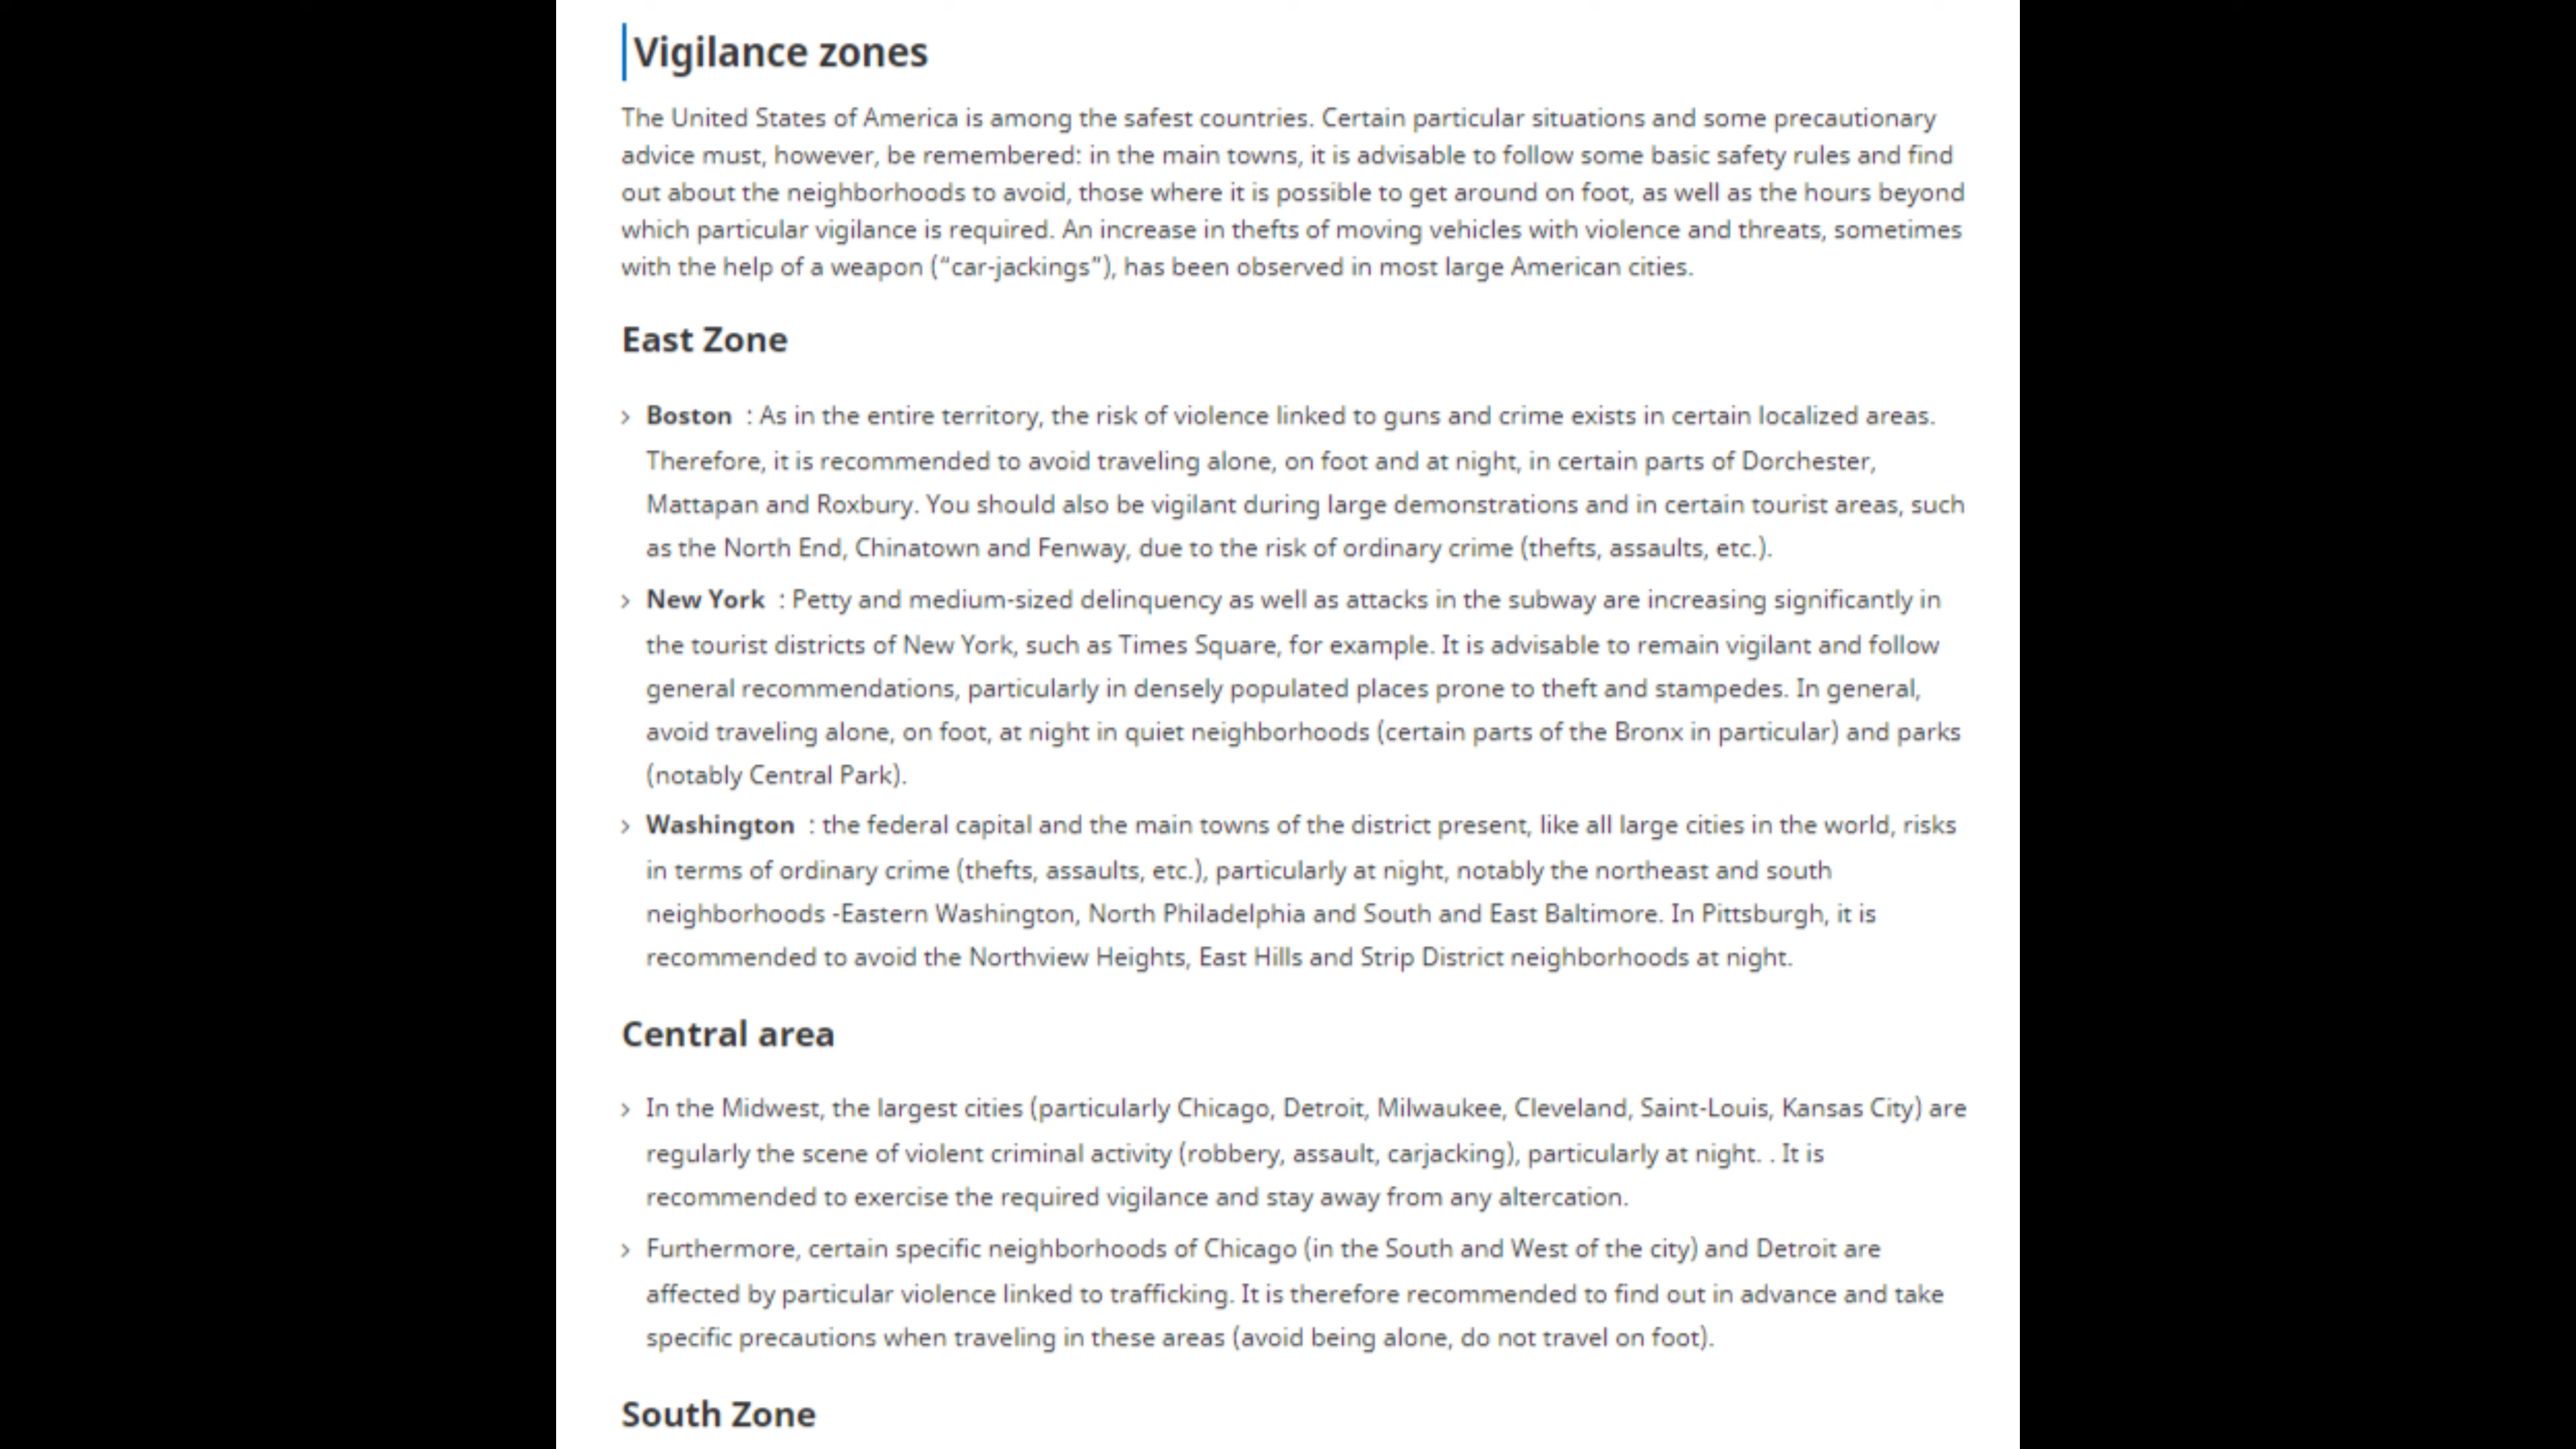 Vigilance zones
The United States of America is among the safest countries. Certain particular situations and some precautionary
advice must, however, be remembered: in the main towns, it is advisable to follow some basic safety rules and find
out about the neighborhoods to avoid, those where it is possible to get around on foot, as well as the hours beyond
which particular vigilance is required. An increase in thefts of moving vehicles with violence and threats, sometimes
with the help of a weapon (“car-jackings”), has been observed in most large American cities.
East Zone
› Boston : As in the entire territory, the risk of violence linked to guns and crime exists in certain localized areas.
Therefore, it is recommended to avoid traveling alone, on foot and at night, in certain parts of Dorchester,
Mattapan and Roxbury. You should also be vigilant during large demonstrations and in certain tourist areas, such
as the North End, Chinatown and Fenway, due to the risk of ordinary crime (thefts, assaults, etc.).
› New York : Petty and medium-sized delinquency as well as attacks in the subway are increasing significantly in
the tourist districts of New York, such as Times Square, for example. It is advisable to remain vigilant and follow
general recommendations, particularly in densely populated places prone to theft and stampedes. In general,
avoid traveling alone, on foot, at night in quiet neighborhoods (certain parts of the Bronx in particular) and parks
(notably Central Park).
› Washington : the federal capital and the main towns of the district present, like all large cities in the world, risks
in terms of ordinary crime (thefts, assaults, etc.), particularly at night, notably the northeast and south
neighborhoods -Eastern Washington, North Philadelphia and South and East Baltimore. In Pittsburgh, it is
recommended to avoid the Northview Heights, East Hills and Strip District neighborhoods at night.
Central area
› In the Midwest, the largest cities (particularly Chicago, Detroit, Milwaukee, Cleveland, Saint-Louis, Kansas City) are
regularly the scene of violent criminal activity (robbery, assault, carjacking), particularly at night. . It is
recommended to exercise the required vigilance and stay away from any altercation.
› Furthermore, certain specific neighborhoods of Chicago (in the South and West of the city) and Detroit are
affected by particular violence linked to trafficking. It is therefore recommended to find out in advance and take
specific precautions when traveling in these areas (avoid being alone, do not travel on foot).
South Zone